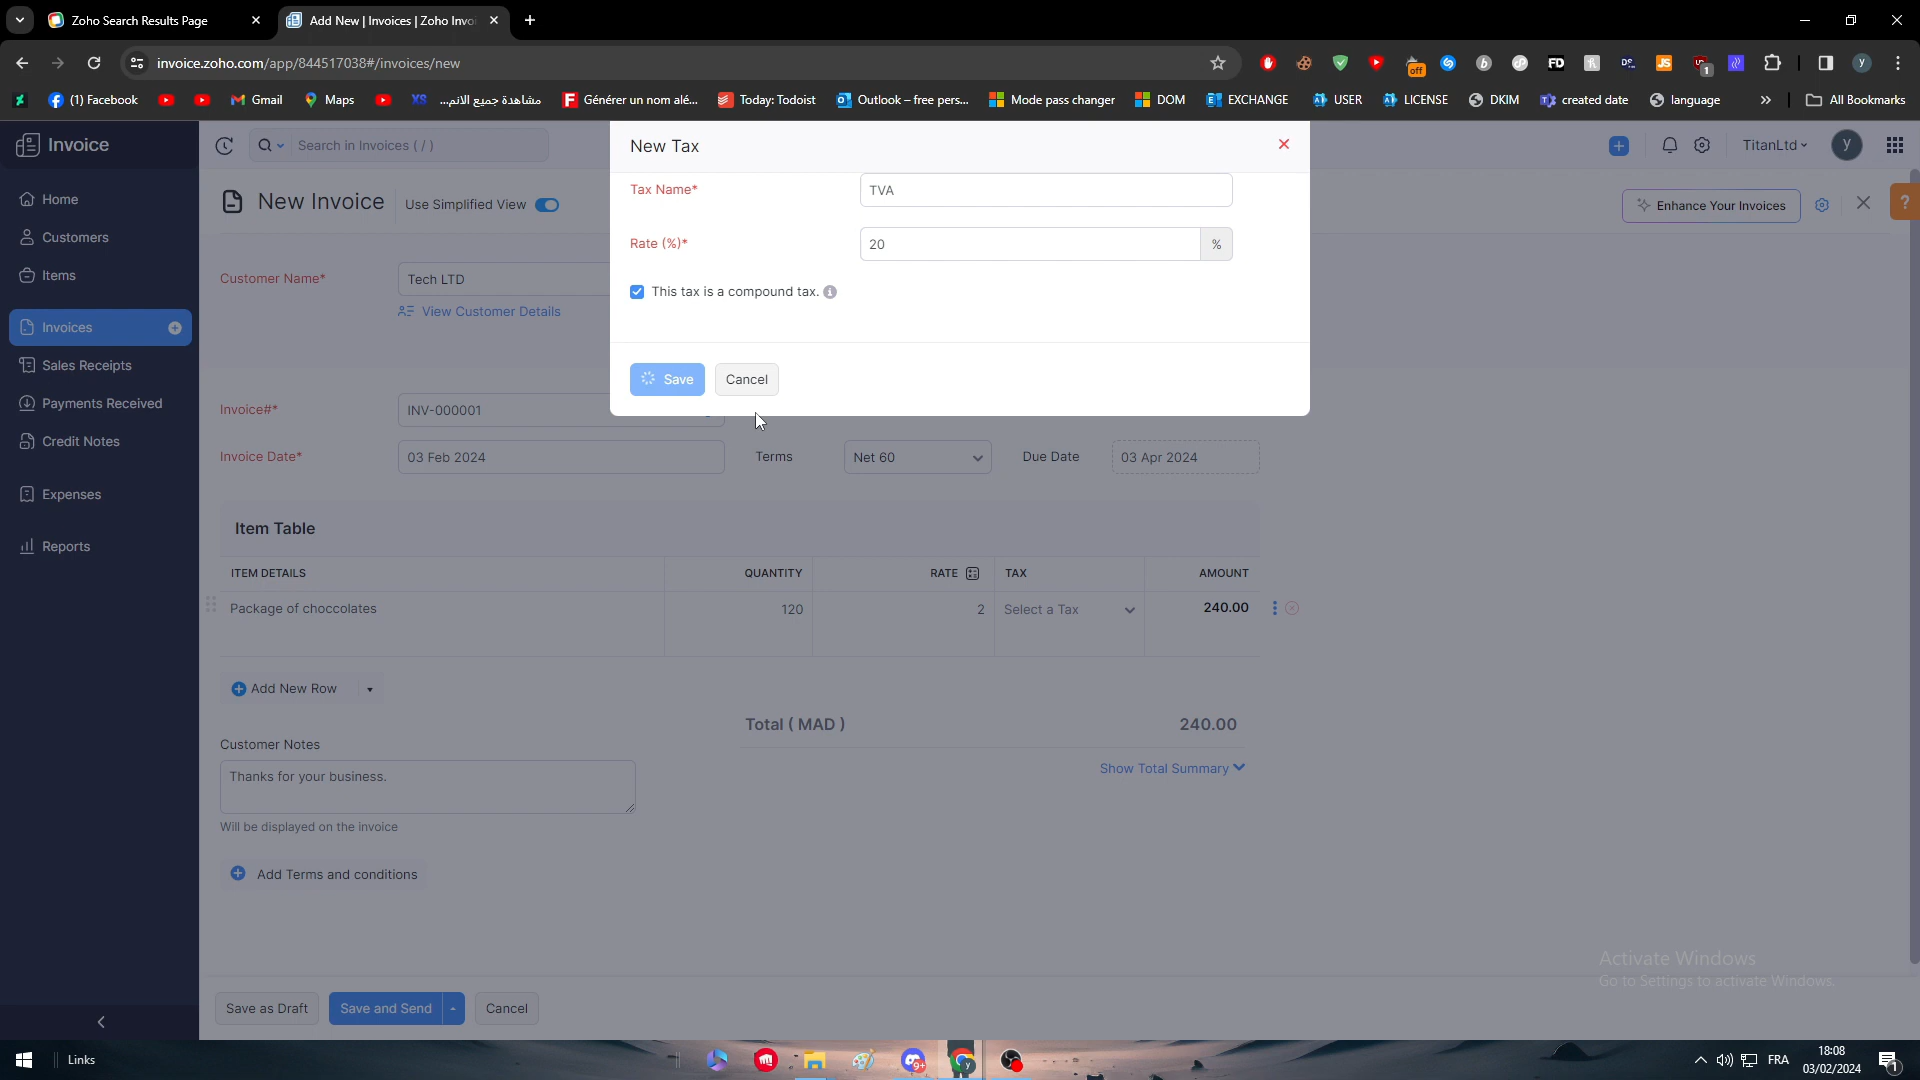 Zoho Search Results Page
Add New | Invoices | Zoho Invo
invoice.zoho.com/app/844517038#/invoices/new
off
FD
1
y
(1) Facebook
Gmail
Maps
XS
مشاهدة جميع الانم...
Générer un nom alé...
Today: Todoist
Outlook – free pers...
Mode pass changer
DOM
EXCHANGE
USER
LICENSE
DKIM
created date
language
»
All Bookmarks
Invoice
Search in Invoices ( / )
TitanLtd
y
New Tax
Home
Customers
Items
Invoices
Sales Receipts
Payments Received
Credit Notes
Expenses
Reports
New Invoice
Use Simplified View
Enhance Your Invoices
?
Tax Name*
TVA
Rate (%)*
20
%
This tax is a compound tax.
Save
Cancel
Customer Name*
Tech LTD
View Customer Details
Invoice#*
INV-000001
Invoice Date*
03 Feb 2024
Terms
Net 60
Due Date
03 Apr 2024
Item Table
ITEM DETAILS
QUANTITY
RATE
TAX
AMOUNT
Package of choccolates
120
2
Select a Tax
240.00
Add New Row
Total ( MAD )
240.00
Show Total Summary
Customer Notes
Thanks for your business.
Will be displayed on the invoice
Add Terms and conditions
Activate Windows
Go to Settings to activate Windows.
Save as Draft
Save and Send
Cancel
Links
9+
FRA
18:08
03/02/2024
1